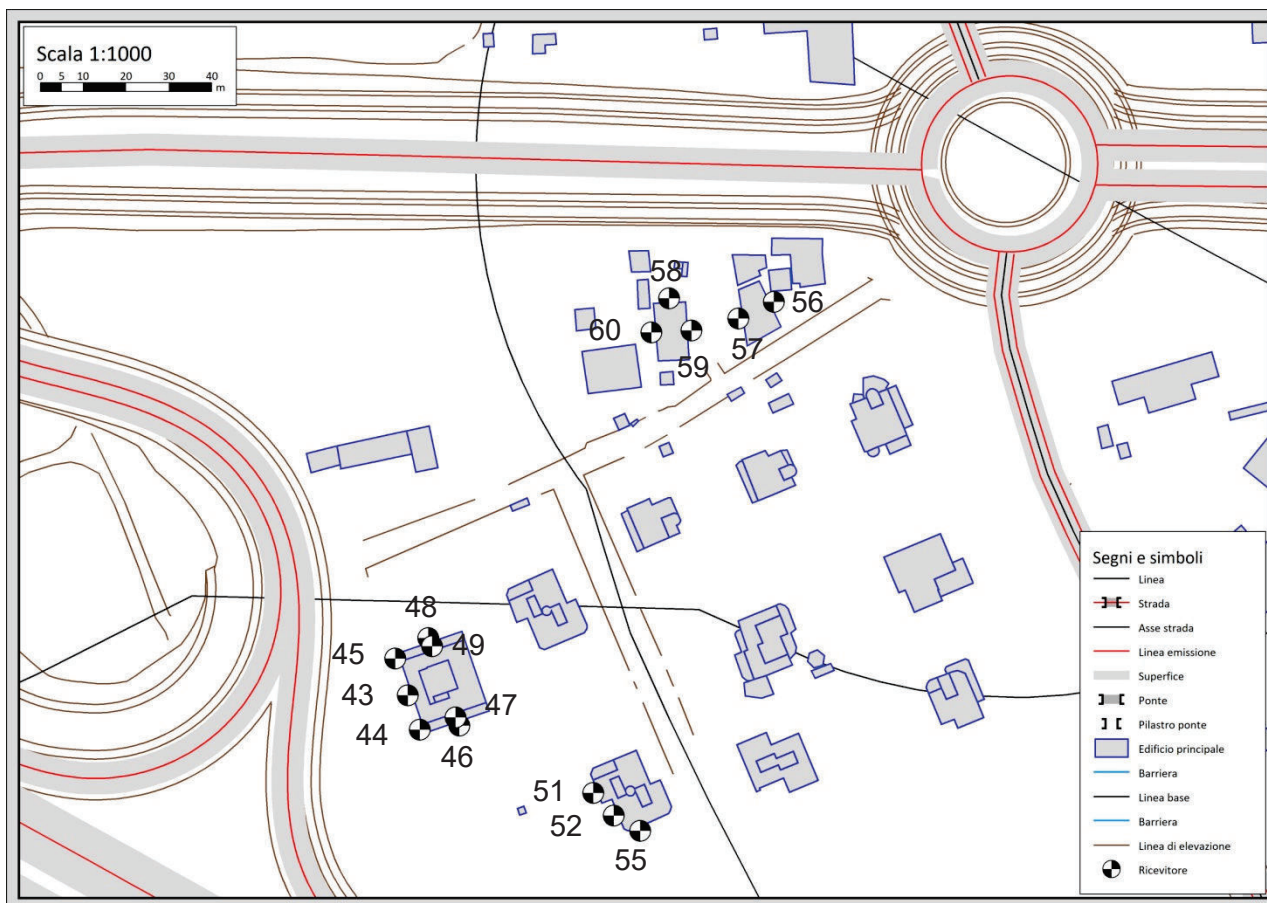 Scala 1:1000
0 5 10 20 30 40
m
58
56
60
57
59
48
49
45
43
47
44
46
51
52
55
Segni e simboli
Linea
Strada
Asse strada
Linea emissione
Superfice
Ponte
Pilastro ponte
Edificio principale
Barriera
Linea base
Barriera
Linea di elevazione
Ricevitore